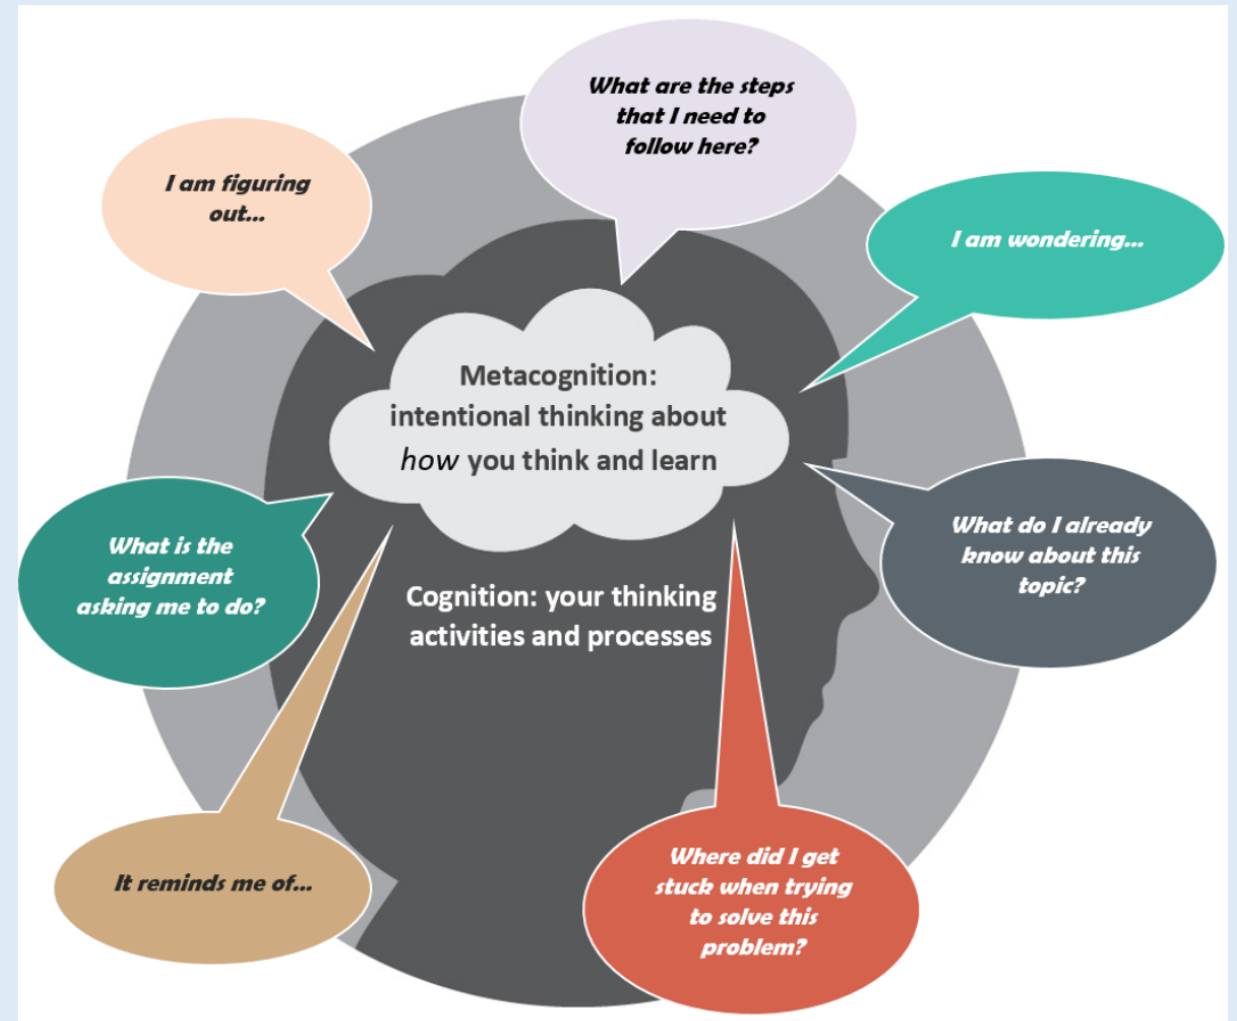 What are the steps
that I need to
follow here?
I am figuring
out...
I am wondering...
Metacognition:
intentional thinking about
how you think and learn
What is the
assignment
asking me to do?
What do I already
know about this
topic?
Cognition: your thinking
activities and processes
It reminds me of...
Where did I get
stuck when trying
to solve this
problem?